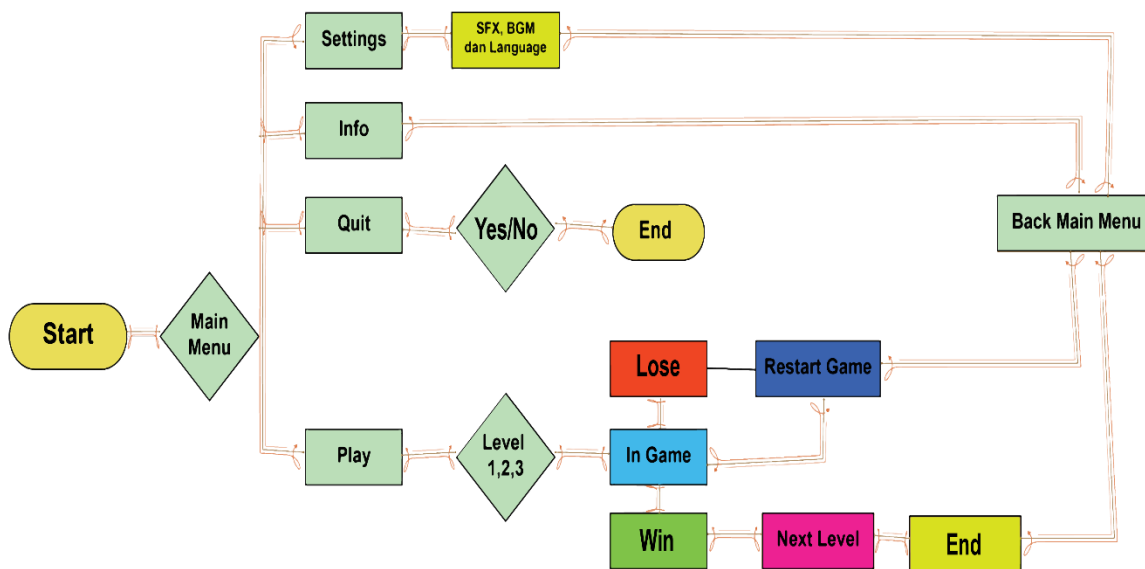 Settings
SFX, BGM
dan Language
Info
Quit
Yes/No
End
Back Main Menu
Start
Main
Menu
Lose
Restart Game
Play
Level
1,2,3
In Game
Win
Next Level
End